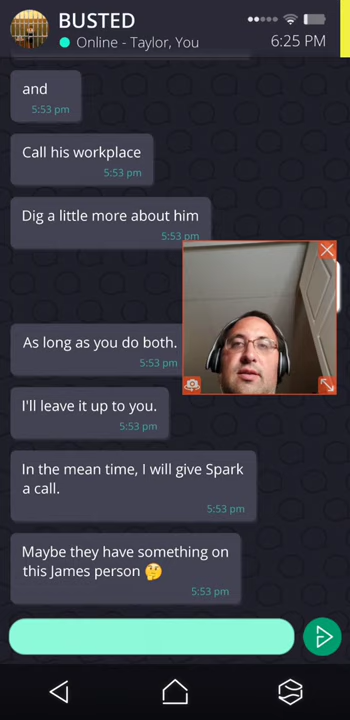 BUSTED
Online - Taylor, You
6:25 PM
and
5:53 pm
Call his workplace
5:53 pm
Dig a little more about him
5:53 pm
As long as you do both.
5:53 pm
I'll leave it up to you.
5:53 pm
In the mean time, I will give Spark
a call.
5:53 pm
Maybe they have something on
this James person 🤔
5:53 pm